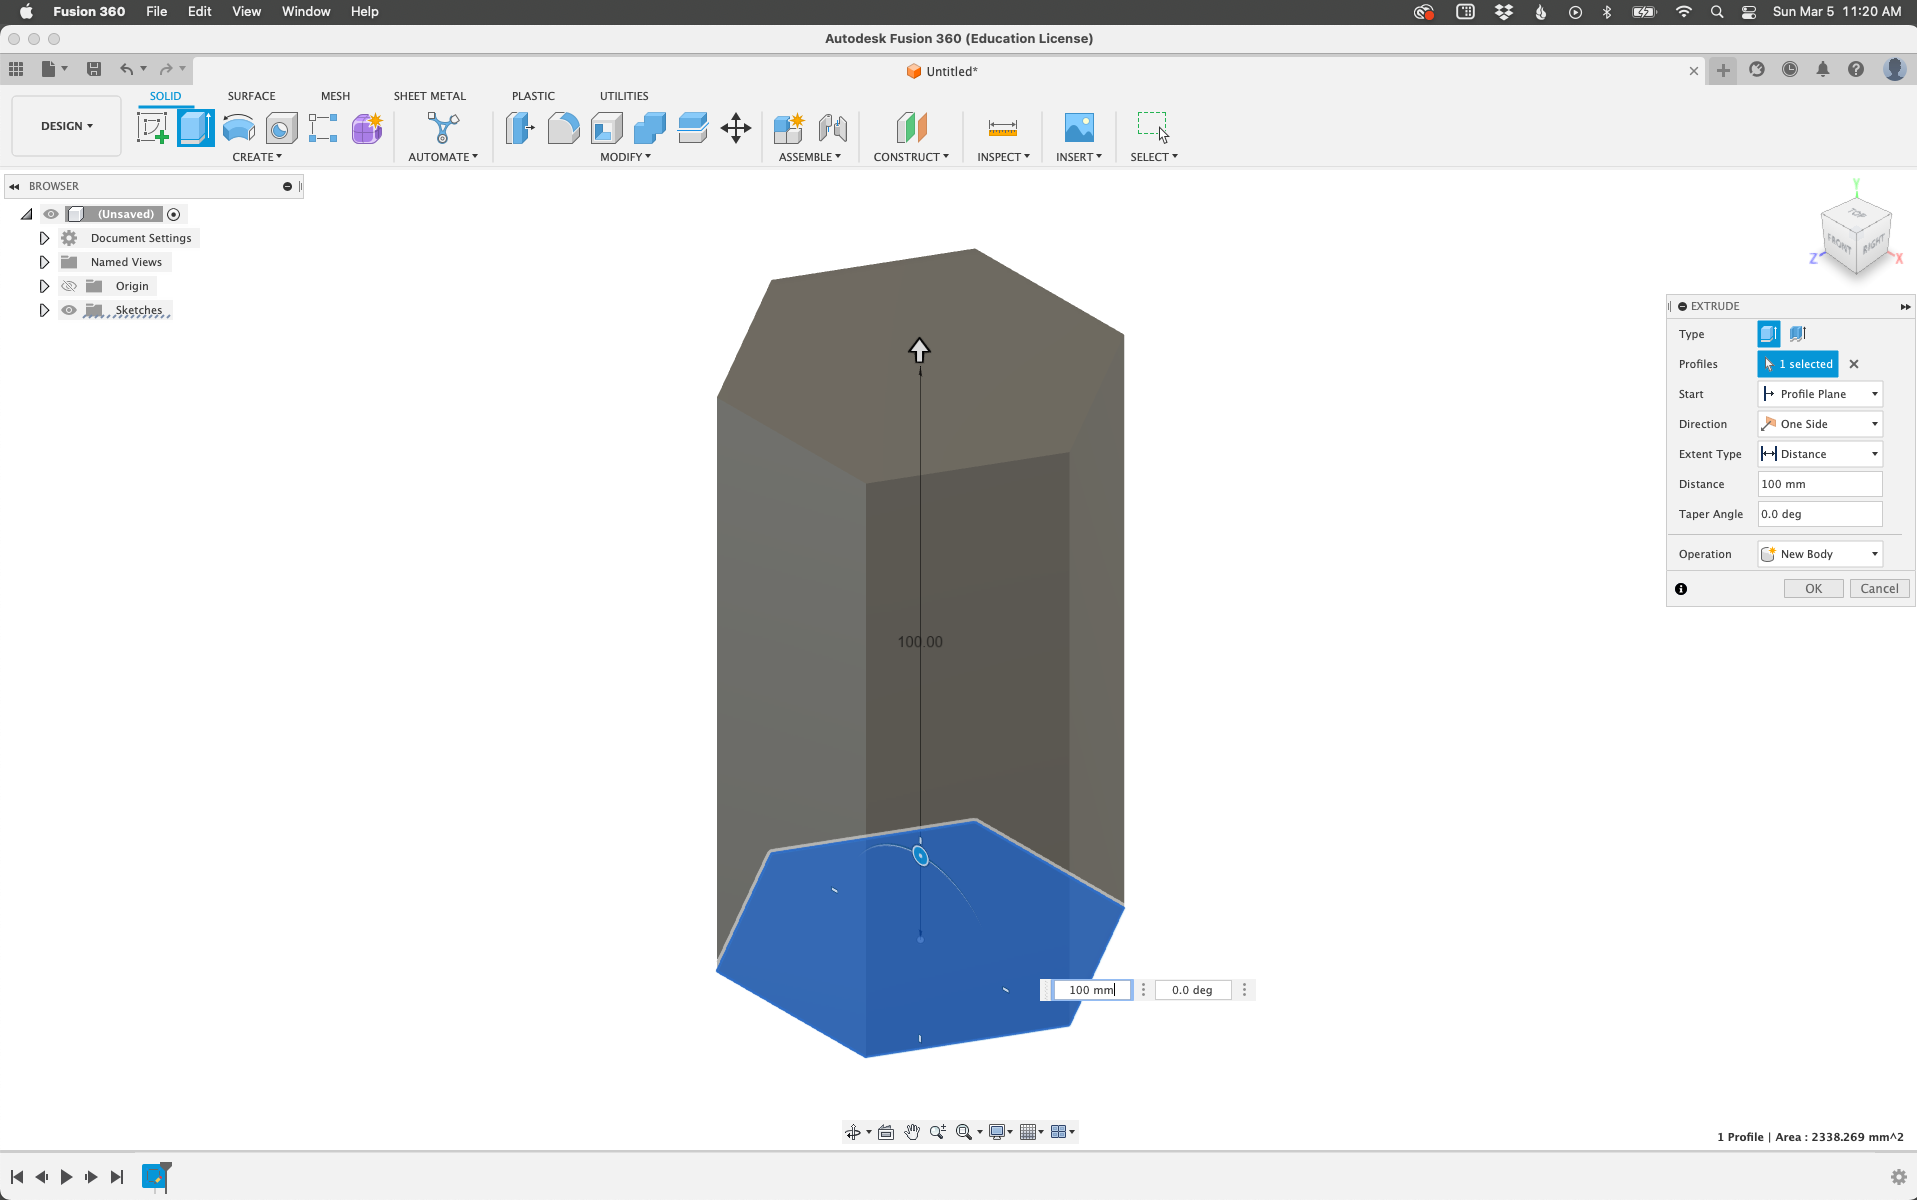 Fusion 360 File Edit View Window Help Sun Mar 5 11:20 AM
Autodesk Fusion 360 (Education License)
Untitled*
SOLID SURFACE MESH SHEET METAL PLASTIC UTILITIES
DESIGN
CREATE AUTOMATE MODIFY ASSEMBLE CONSTRUCT INSPECT INSERT SELECT
BROWSER
(Unsaved)
Document Settings
Named Views
Origin
Sketches
Y
TOP
FRONT RIGHT
Z X
EXTRUDE
Type
Profiles 1 selected
Start Profile Plane
Direction One Side
Extent Type Distance
Distance 100 mm
Taper Angle 0.0 deg
Operation New Body
OK Cancel
100.00
100 mm 0.0 deg
1 Profile | Area : 2338.269 mm^2